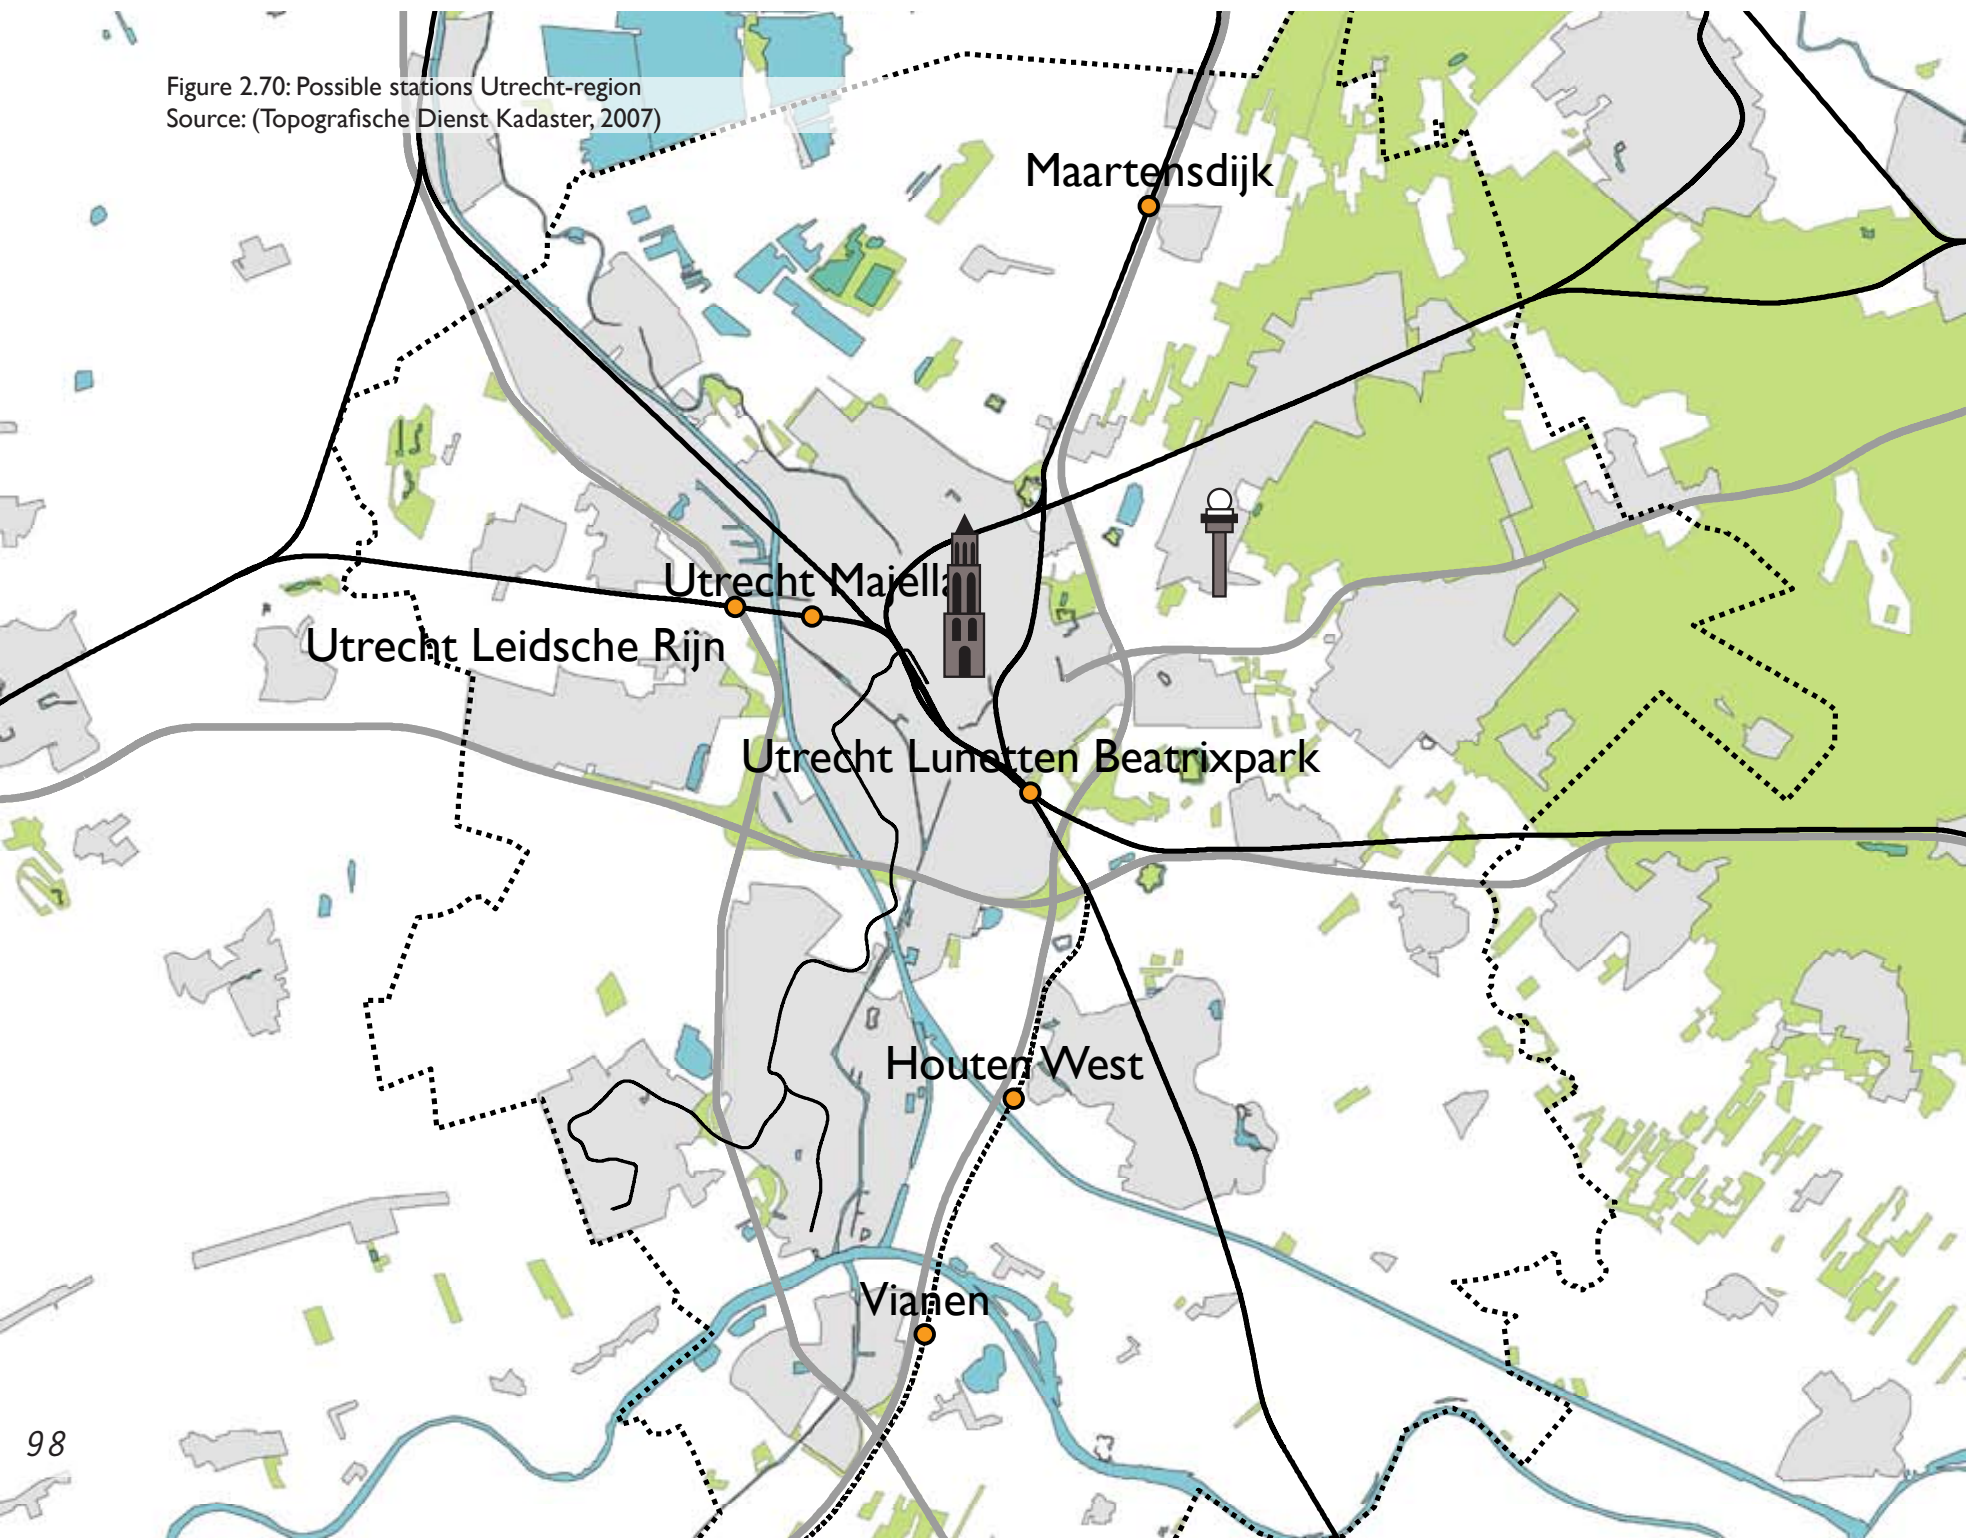 Figure 2.70: Possible stations Utrecht-region
Source: (Topografische Dienst Kadaster, 2007)
Maartensdijk
Utrecht Majella
Utrecht Leidsche Rijn
Utrecht Lunetten Beatrixpark
Houten West
Vianen
98